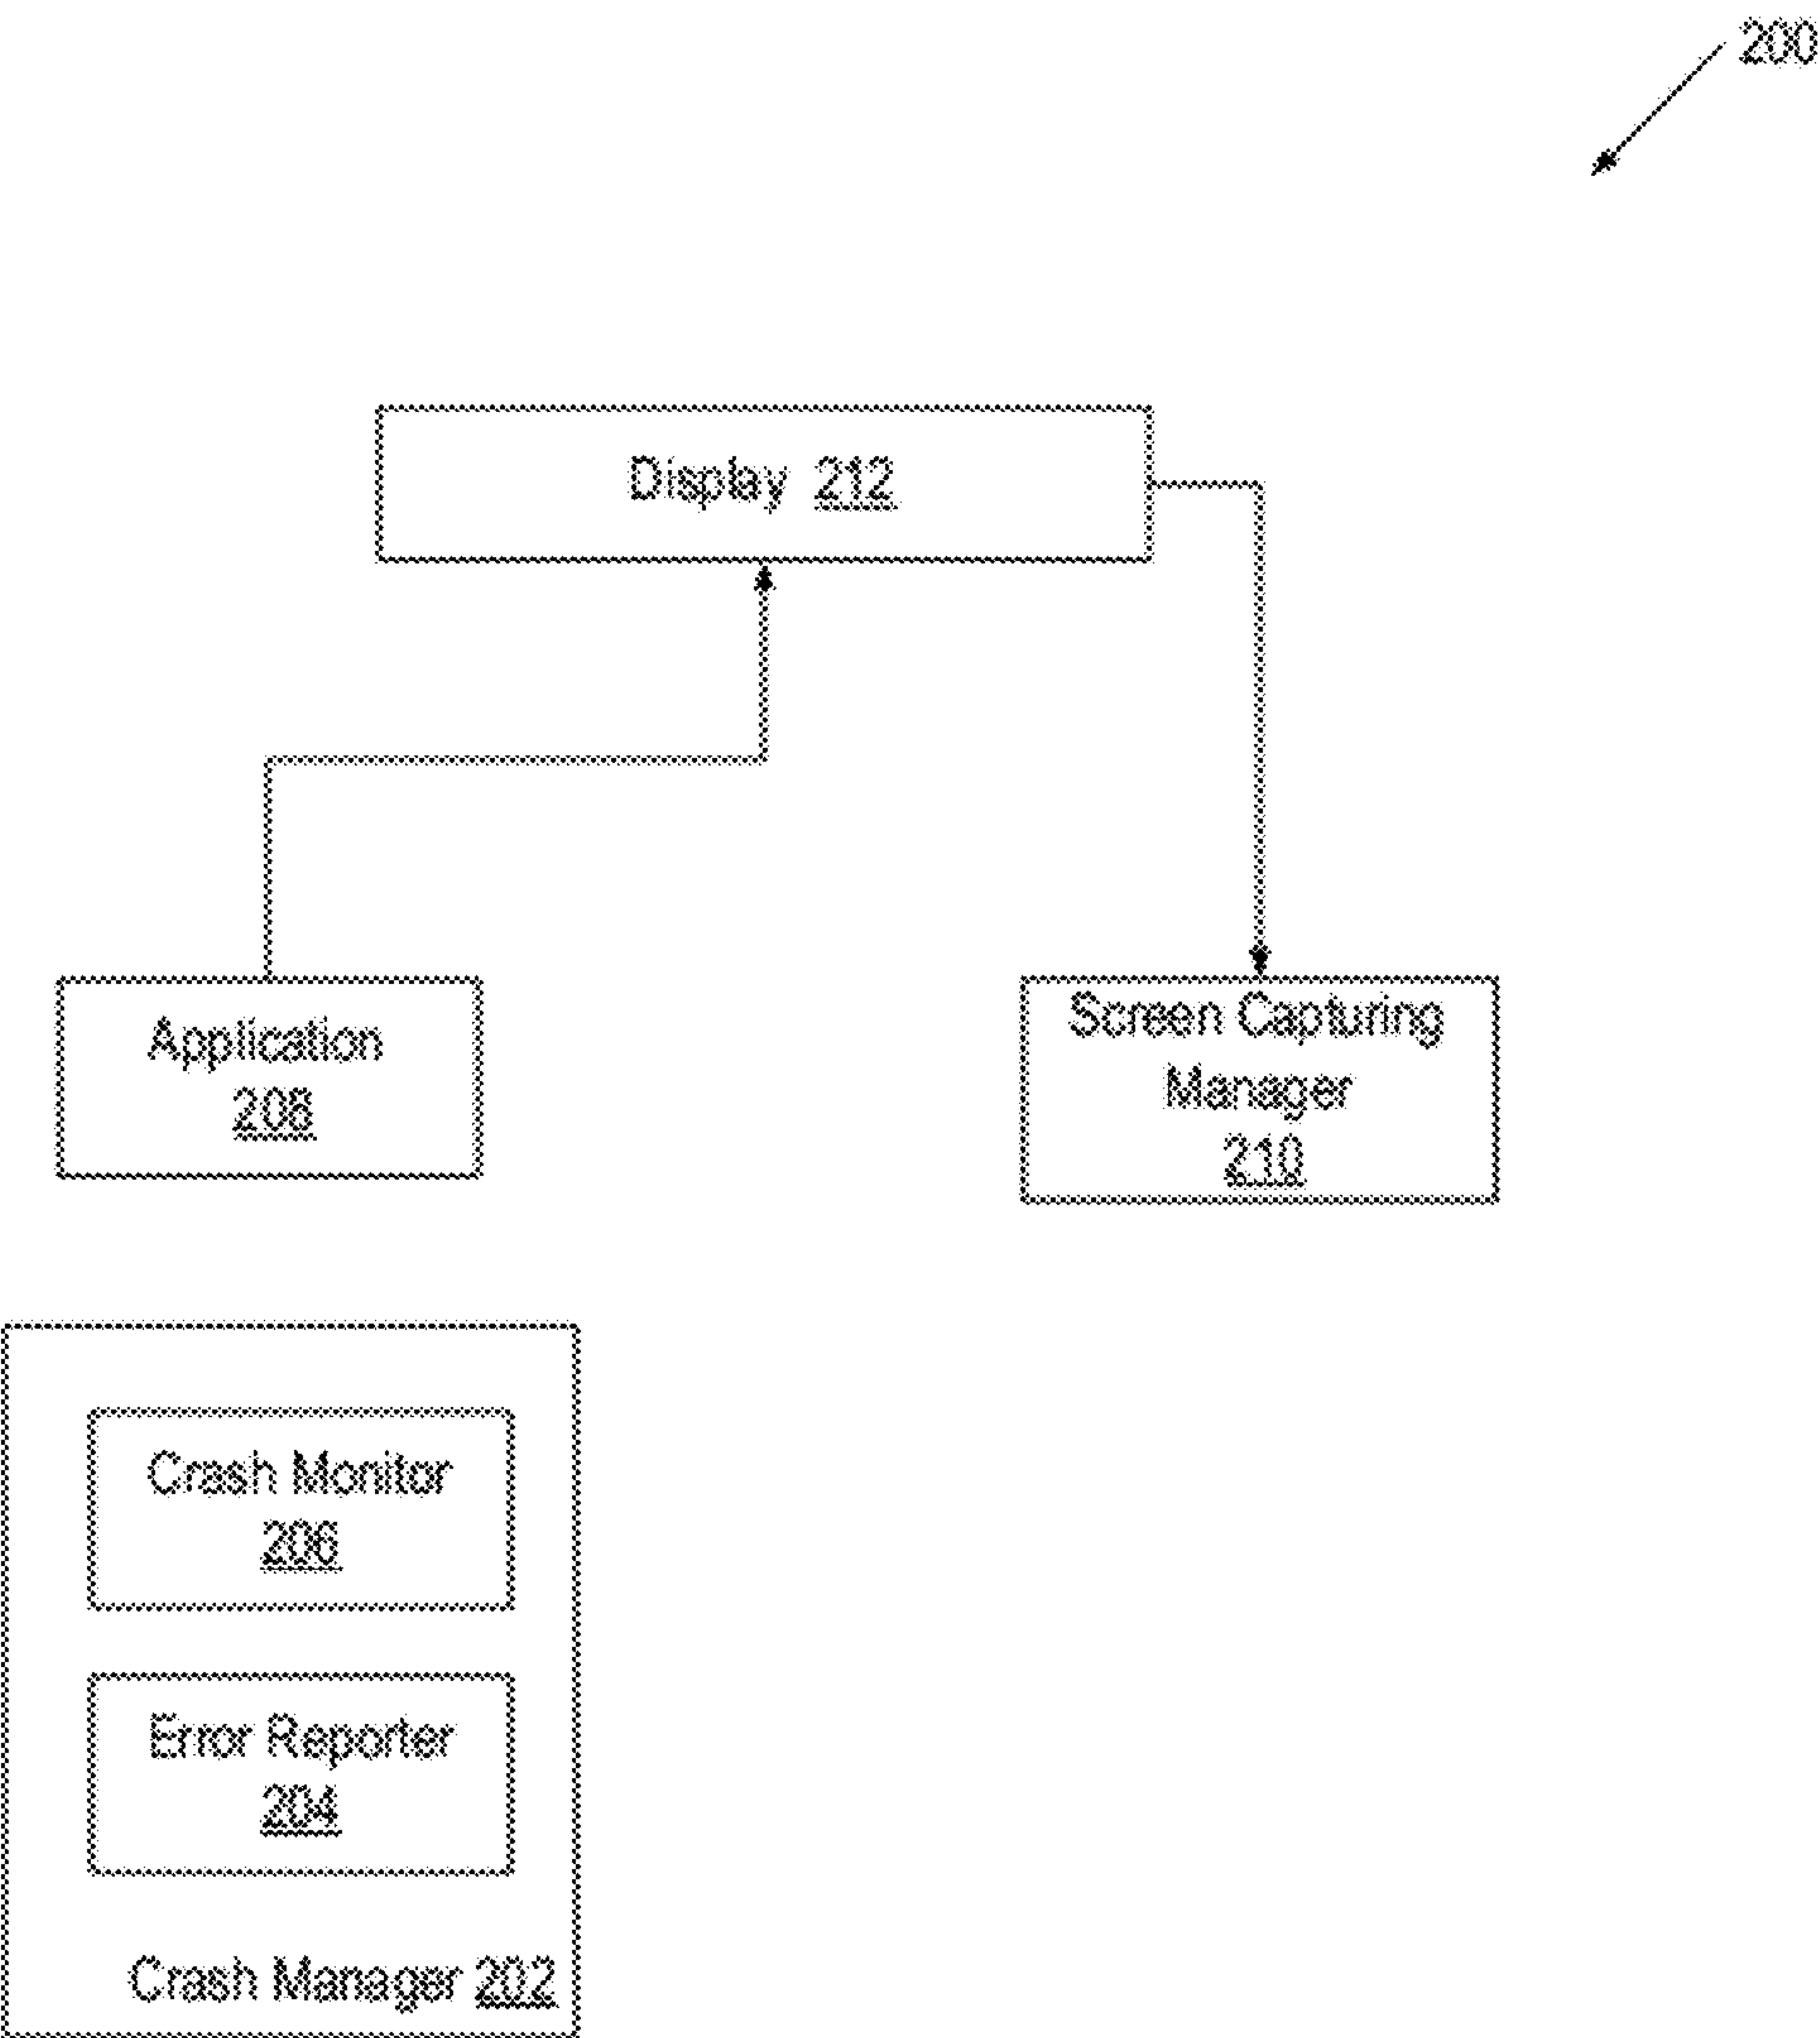 200
Display 212
Application
208
Screen Capturing
Manager
210
Crash Monitor
206
Error Reporter
204
Crash Manager 202